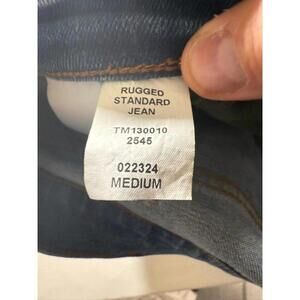 RUGGED
STANDARD
JEAN
TM130010
2545
022324
MEDIUM